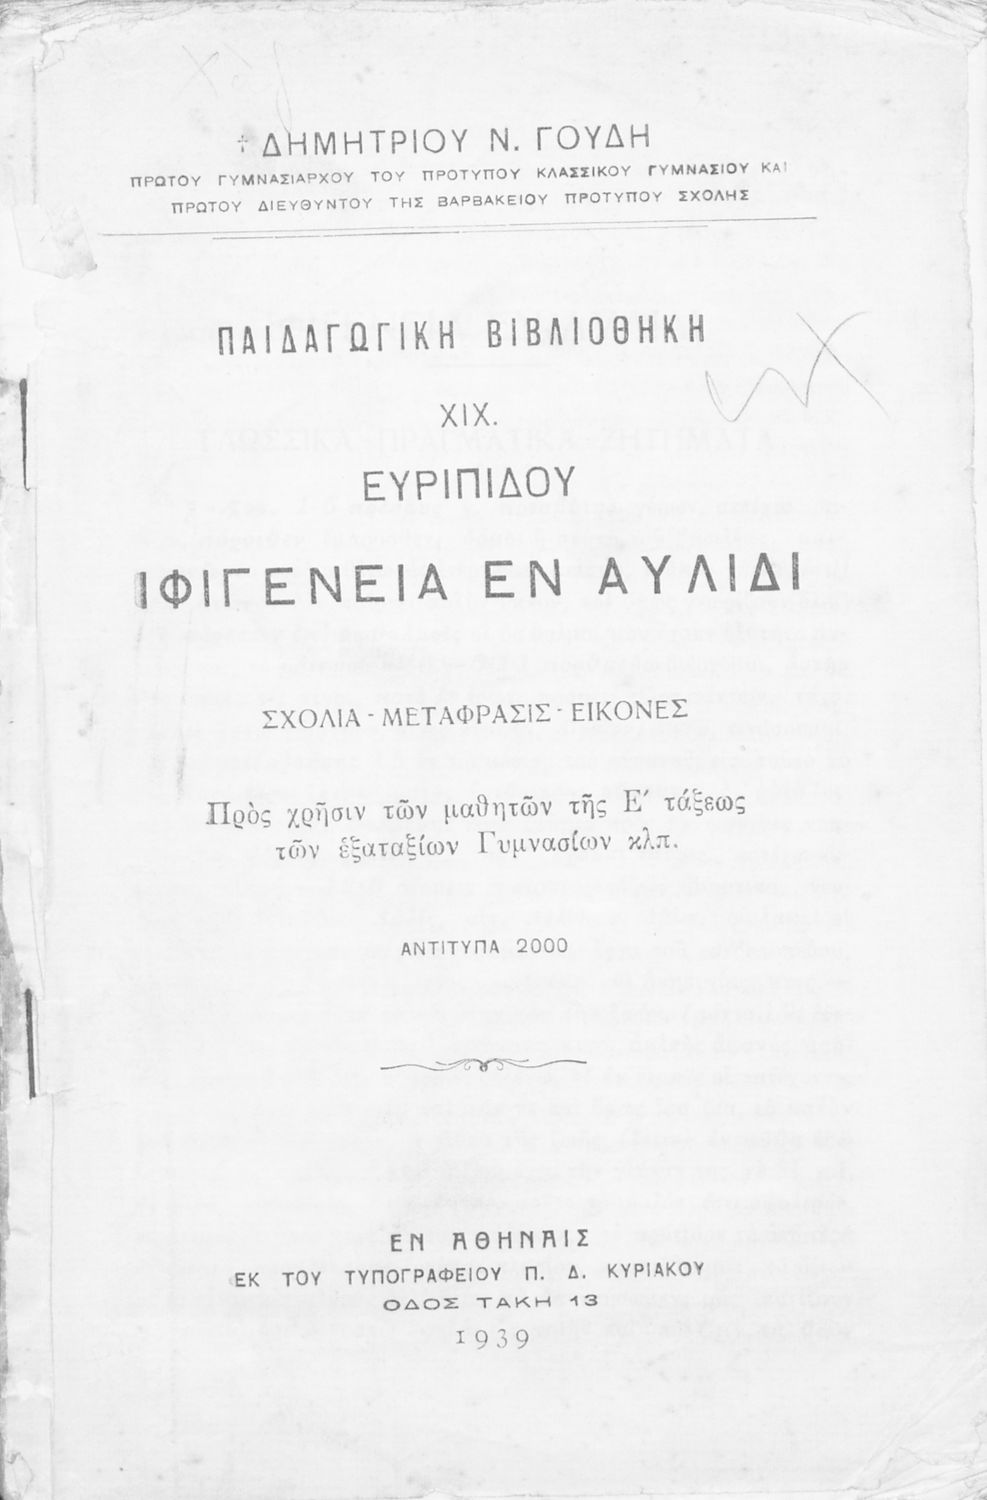 † ΔΗΜΗΤΡΙΟΥ Ν. ΓΟΥΔΗ
ΠΡΩΤΟΥ ΓΥΜΝΑΣΙΑΡΧΟΥ ΤΟΥ ΠΡΟΤΥΠΟΥ ΚΛΑΣΣΙΚΟΥ ΓΥΜΝΑΣΙΟΥ ΚΑΙ
ΠΡΩΤΟΥ ΔΙΕΥΘΥΝΤΟΥ ΤΗΣ ΒΑΡΒΑΚΕΙΟΥ ΠΡΟΤΥΠΟΥ ΣΧΟΛΗΣ
ΠΑΙΔΑΓΩΓΙΚΗ ΒΙΒΛΙΟΘΗΚΗ
XIX.
ΕΥΡΙΠΙΔΟΥ
ΙΦΙΓΕΝΕΙΑ ΕΝ ΑΥΛΙΔΙ
ΣΧΟΛΙΑ - ΜΕΤΑΦΡΑΣΙΣ - ΕΙΚΟΝΕΣ
Πρὸς χρῆσιν τῶν μαθητῶν τῆς Ε΄ τάξεως
τῶν ἑξαταξίων Γυμνασίων κλπ.
ΑΝΤΙΤΥΠΑ 2000
ΕΝ ΑΘΗΝΑΙΣ
ΕΚ ΤΟΥ ΤΥΠΟΓΡΑΦΕΙΟΥ Π. Δ. ΚΥΡΙΑΚΟΥ
ΟΔΟΣ ΤΑΚΗ 13
1939